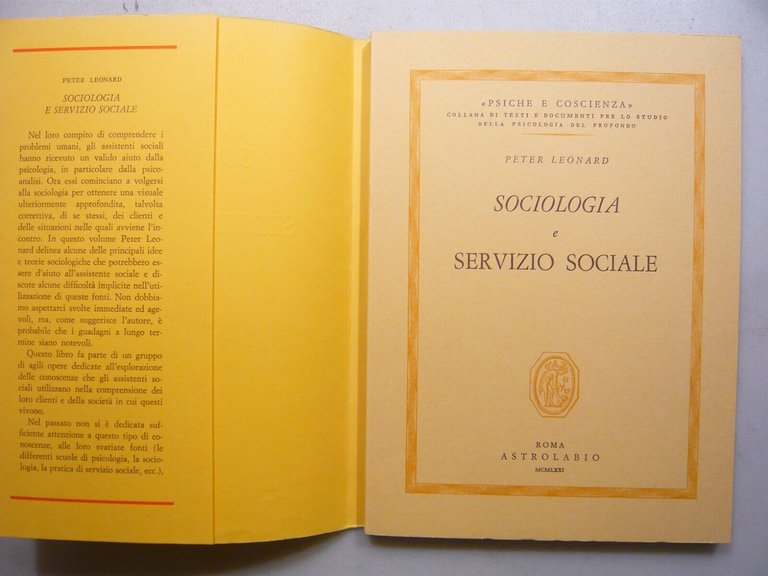 PETER LEONARD
SOCIOLOGIA
E SERVIZIO SOCIALE
Nel loro compito di comprendere i
problemi umani, gli assistenti sociali
hanno ricevuto un valido aiuto dalla
psicologia, in particolare dalla psico-
analisi. Ora essi cominciano a volgersi
alla sociologia per ottenere una visuale
ulteriormente approfondita, talvolta
correttiva, di se stessi, dei clienti e
delle situazioni nelle quali avviene l'in-
contro. In questo volume Peter Leo-
nard delinea alcune delle principali idee
e teorie sociologiche che potrebbero es-
sere d'aiuto all'assistente sociale e di-
scute alcune difficoltà implicite nell'u-
tilizzazione di queste fonti. Non dobbia-
mo aspettarci svolte immediate ed age-
voli, ma, come suggerisce l'autore, è
probabile che i guadagni a lungo ter-
mine siano notevoli.
Questo libro fa parte di un gruppo
di agili opere dedicate all'esplorazione
delle conoscenze che gli assistenti so-
ciali utilizzano nella comprensione dei
loro clienti e della società in cui questi
vivono.
Nel passato non si è dedicata suf-
ficiente attenzione a questo tipo di co-
noscenze, alle loro svariate fonti (le
differenti scuole di psicologia, la socio-
logia, la pratica di servizio sociale, ecc.),
«PSICHE E COSCIENZA»
COLLANA DI TESTI E DOCUMENTI PER LO STUDIO
DELLA PSICOLOGIA DEL PROFONDO
PETER LEONARD
SOCIOLOGIA
e
SERVIZIO SOCIALE
ROMA
ASTROLABIO
MCMLXXI